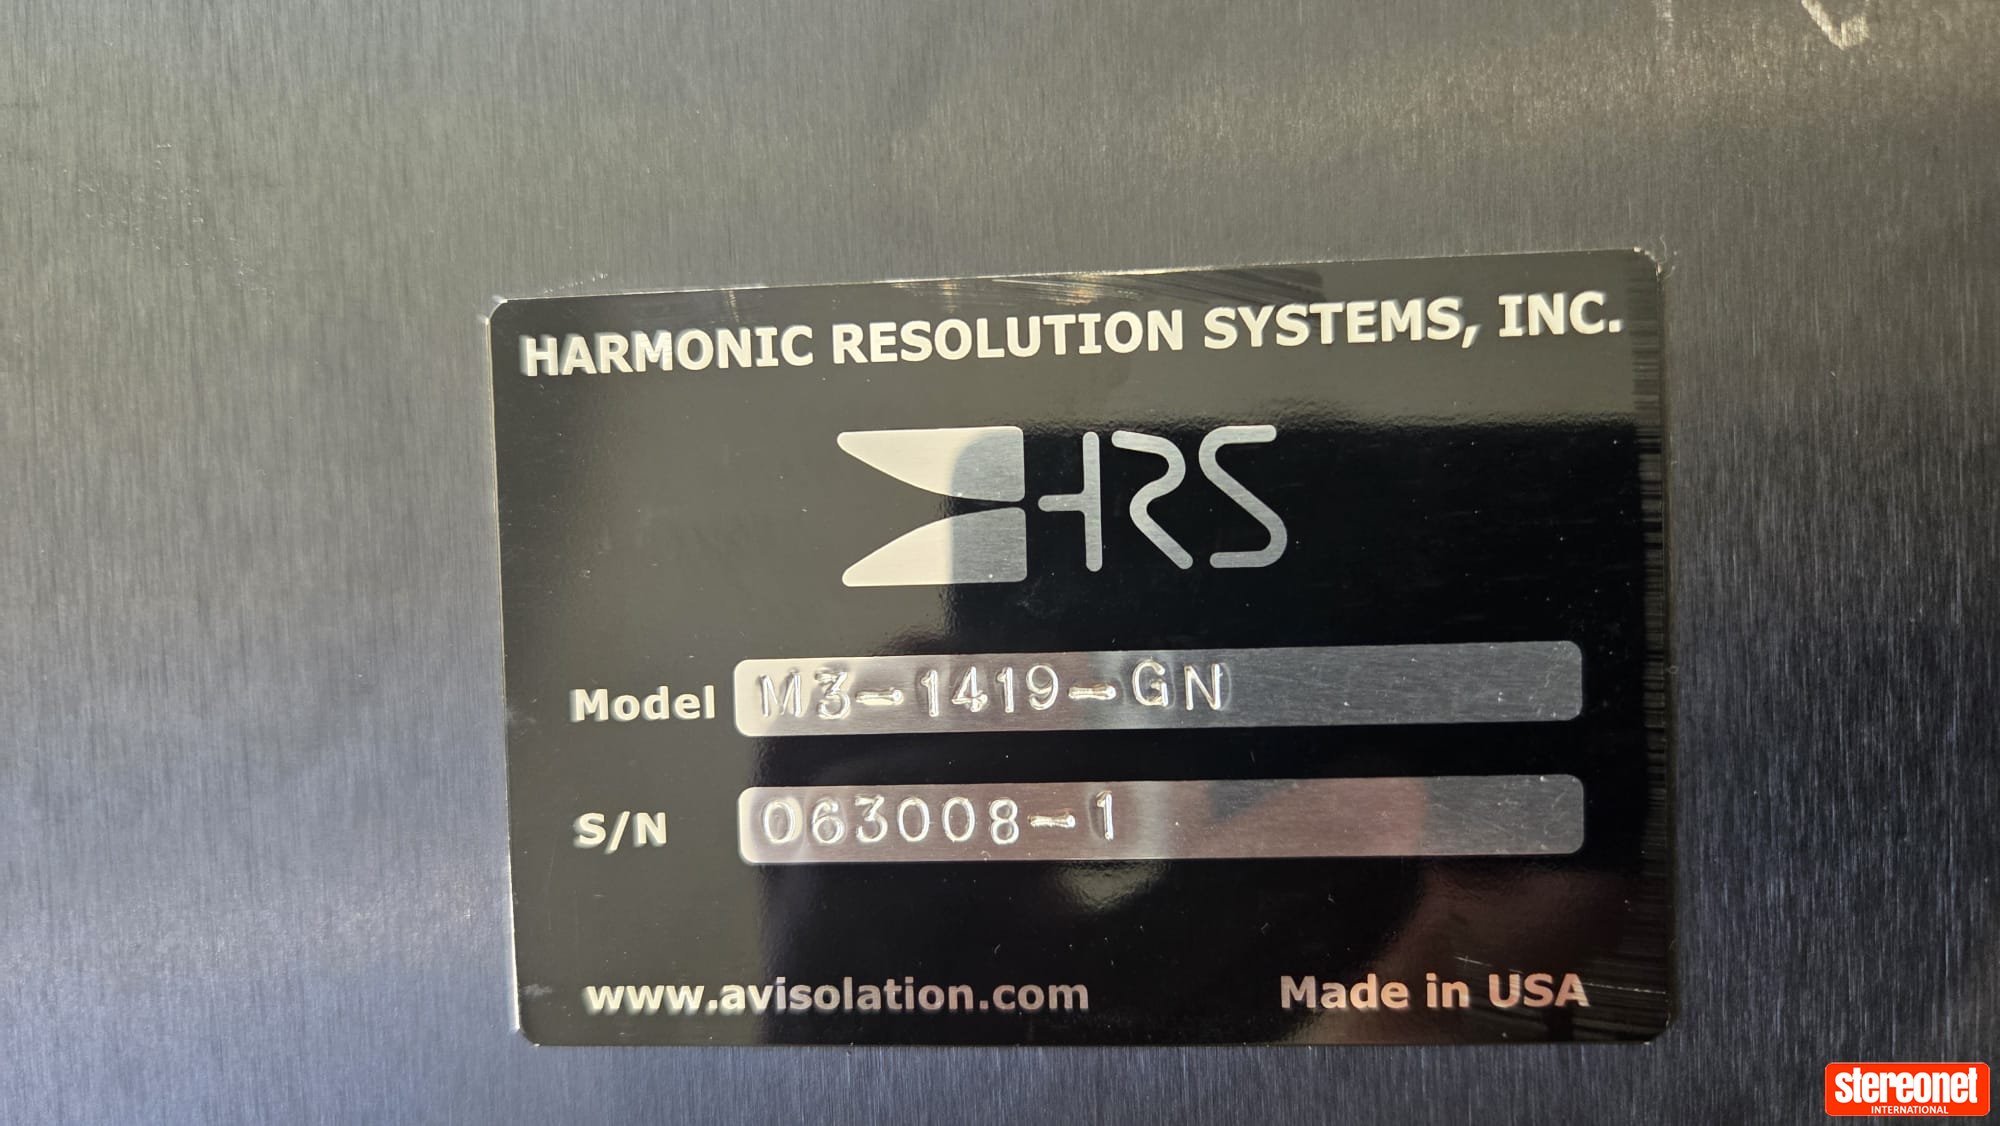 HARMONIC RESOLUTION SYSTEMS, INC.
HRS
Model M3-1419-GN
S/N 063008-1
www.avisolation.com Made in USA
stereonet
INTERNATIONAL